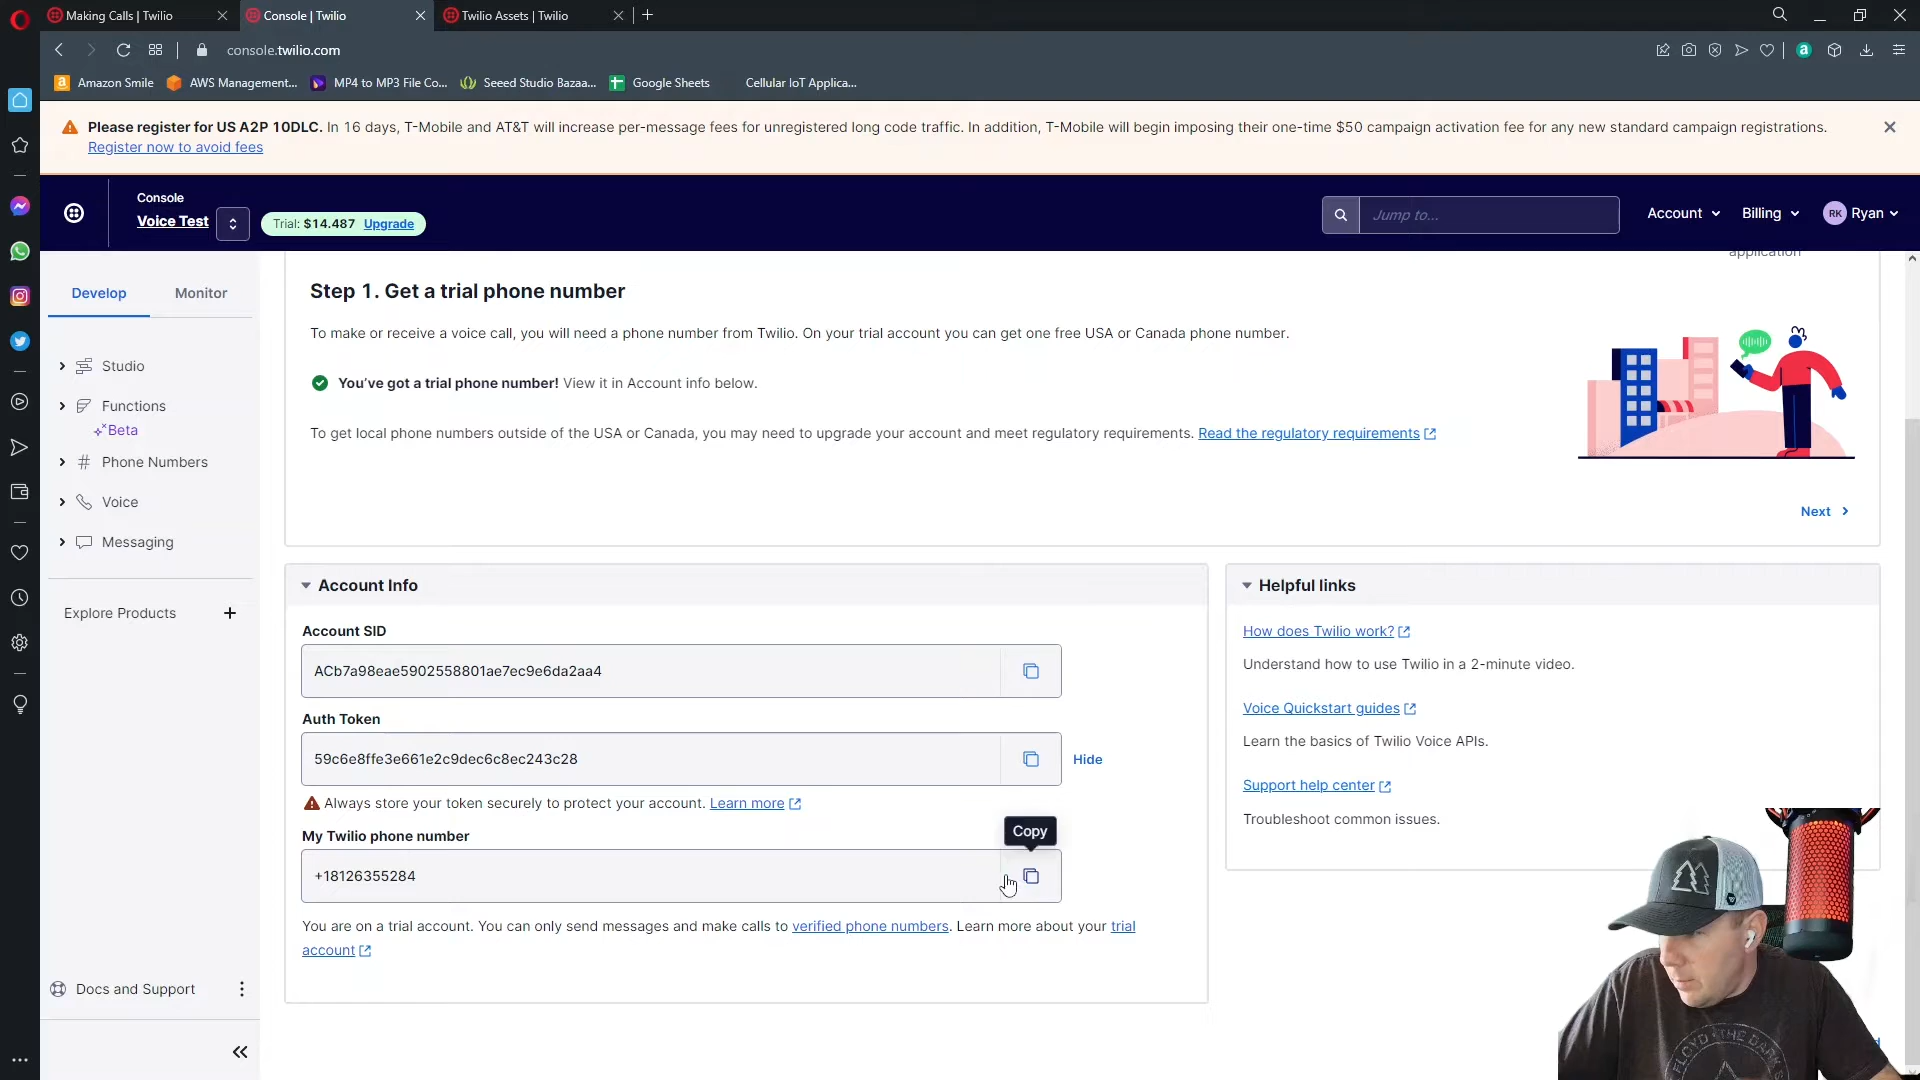 Making Calls | Twilio
Console | Twilio
Twilio Assets | Twilio
console.twilio.com
Amazon Smile
AWS Management...
MP4 to MP3 File Co...
Seeed Studio Bazaa...
Google Sheets
Cellular IoT Applica...
Please register for US A2P 10DLC. In 16 days, T-Mobile and AT&T will increase per-message fees for unregistered long code traffic. In addition, T-Mobile will begin imposing their one-time $50 campaign activation fee for any new standard campaign registrations.
Register now to avoid fees
Console
Voice Test
Trial: $14.487 Upgrade
Jump to...
Account
Billing
RK Ryan
application
Develop
Monitor
Studio
Functions
Beta
Phone Numbers
Voice
Messaging
Explore Products
Docs and Support
Step 1. Get a trial phone number
To make or receive a voice call, you will need a phone number from Twilio. On your trial account you can get one free USA or Canada phone number.
You've got a trial phone number! View it in Account info below.
To get local phone numbers outside of the USA or Canada, you may need to upgrade your account and meet regulatory requirements. Read the regulatory requirements
Next
Account Info
Account SID
ACb7a98eae5902558801ae7ec9e6da2aa4
Auth Token
59c6e8ffe3e661e2c9dec6c8ec243c28
Hide
Always store your token securely to protect your account. Learn more
My Twilio phone number
Copy
+18126355284
You are on a trial account. You can only send messages and make calls to verified phone numbers. Learn more about your trial
account
Helpful links
How does Twilio work?
Understand how to use Twilio in a 2-minute video.
Voice Quickstart guides
Learn the basics of Twilio Voice APIs.
Support help center
Troubleshoot common issues.